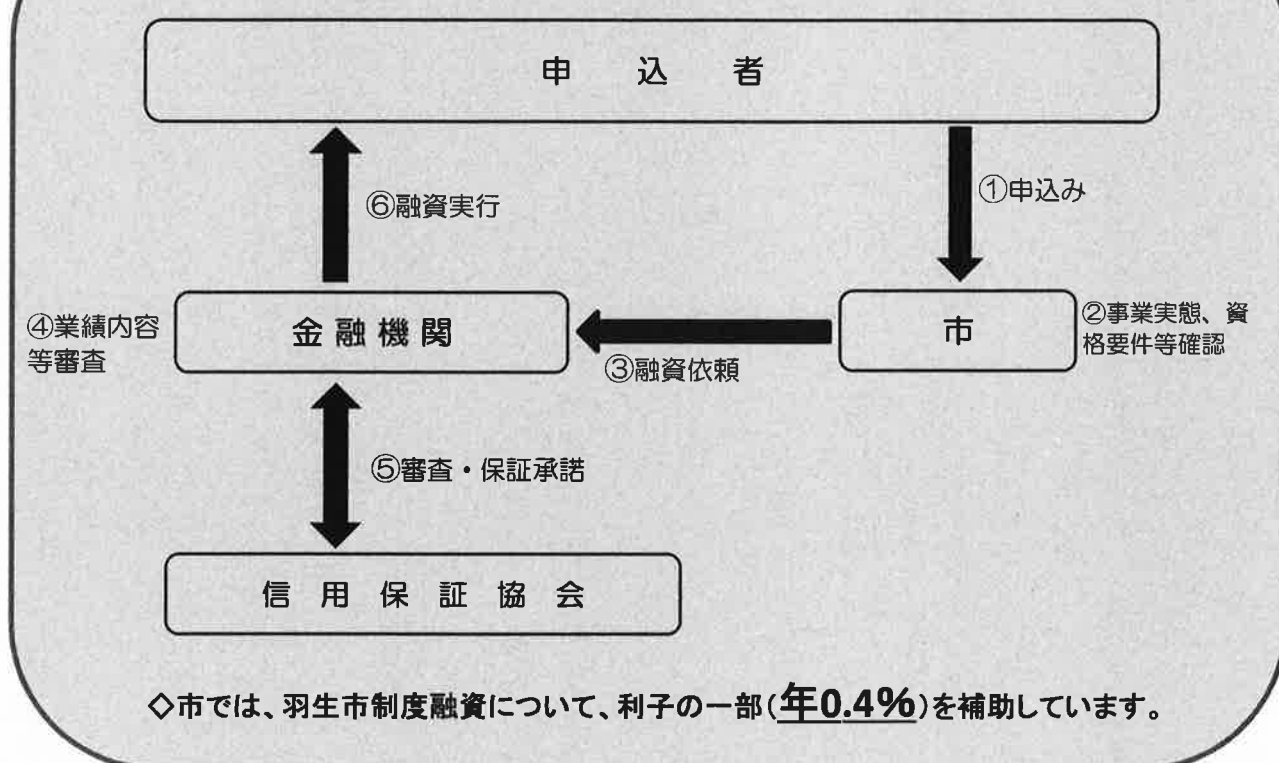 申 込 者
⑥融資実行
①申込み
④業績内容
等審査
金融機関
市
②事業実態、資
格要件等確認
③融資依頼
⑤審査・保証承諾
信用保証協会
◇市では、羽生市制度融資について、利子の一部(年0.4%)を補助しています。